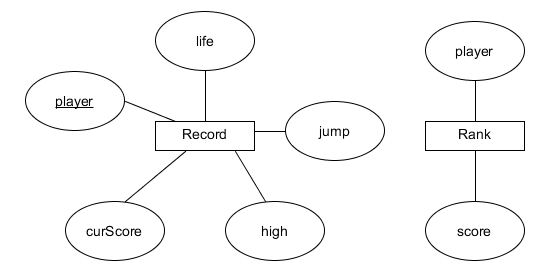 life
player
player
Record
jump
Rank
curScore
high
score